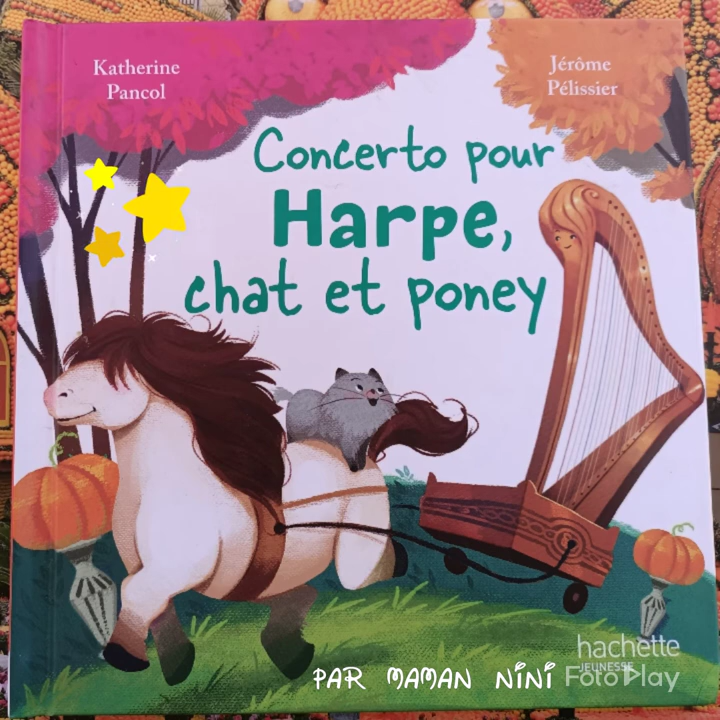 Katherine
Pancol
Jérôme
Pélissier
Concerto pour
Harpe,
chat et poney
hachette
JEUNESSE
PAR MAMAN NINI
FotoPlay